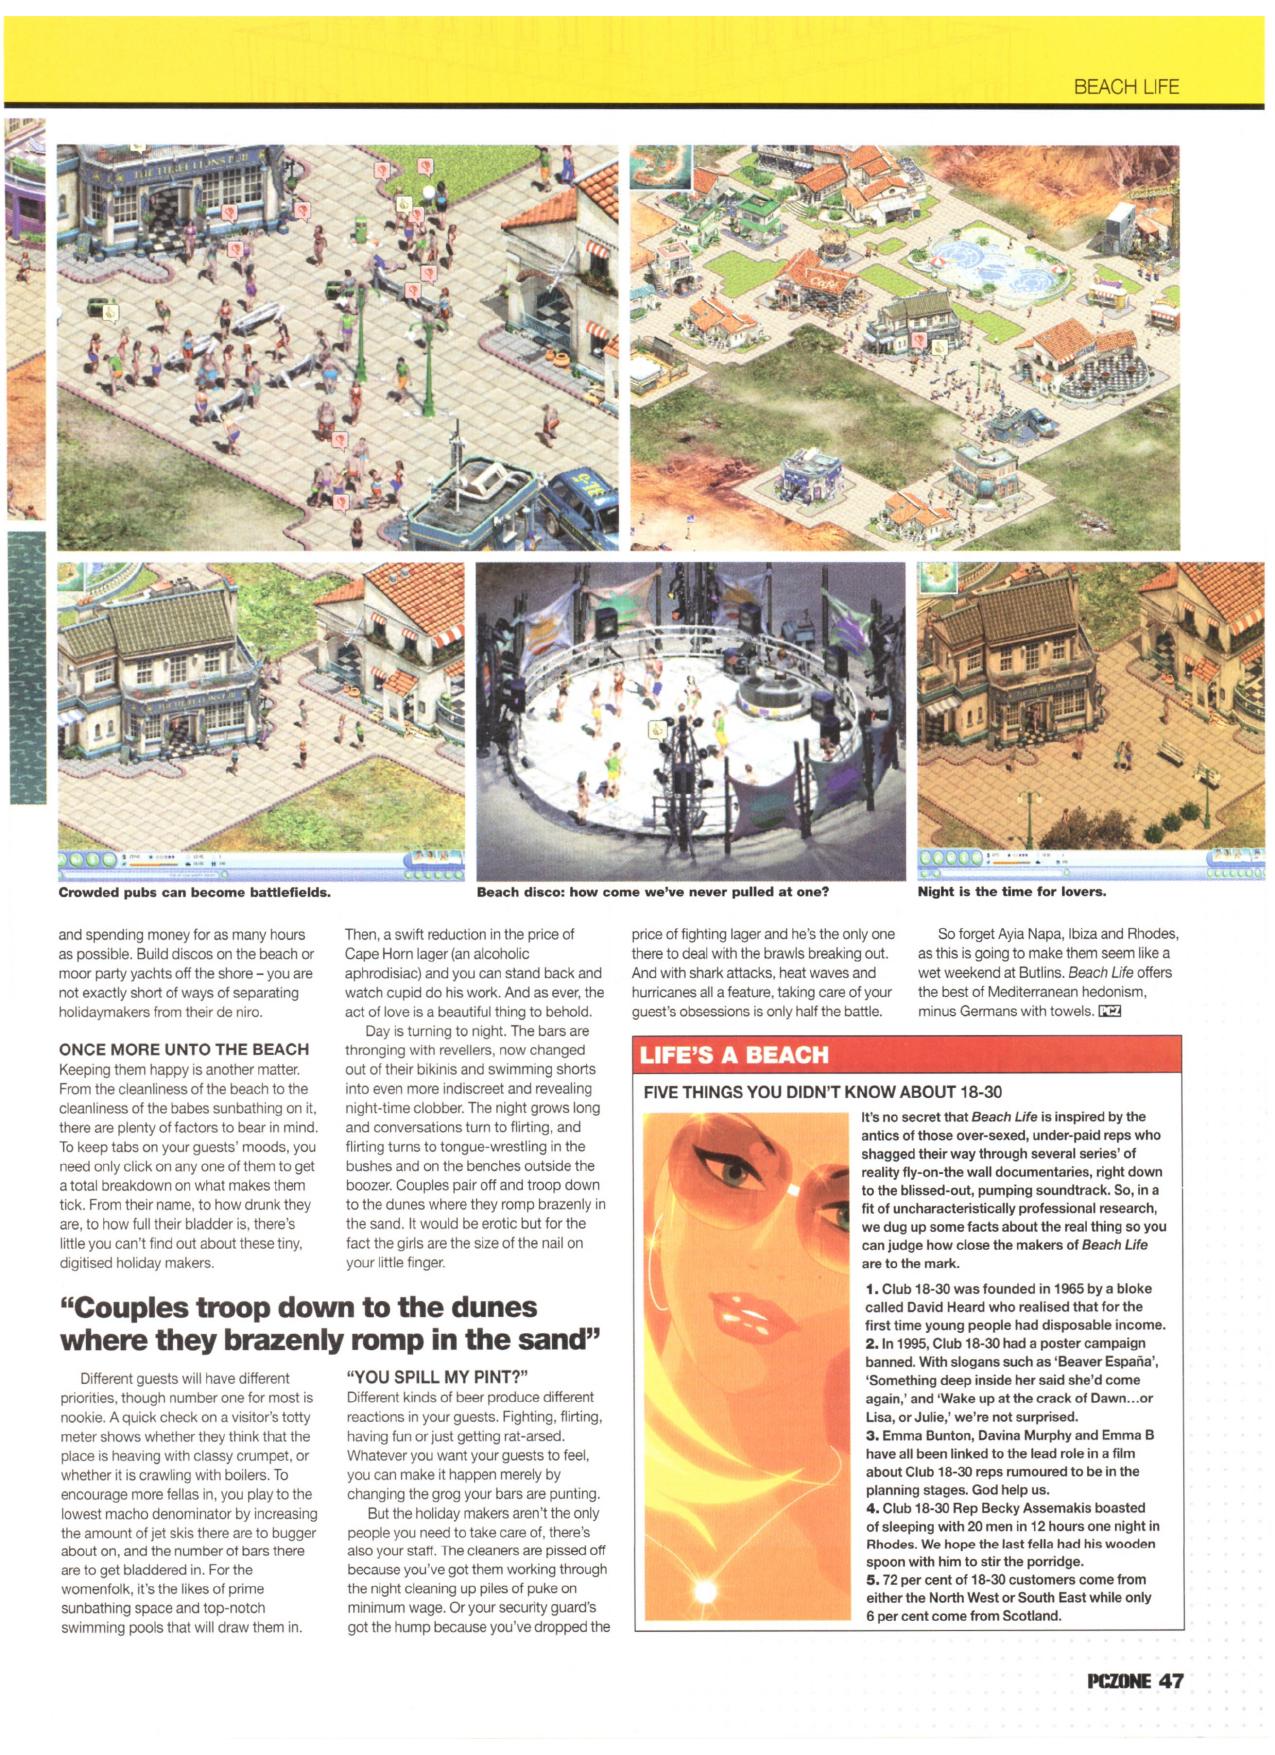 BEACH LIFE
Crowded pubs can become battlefields.
Beach disco: how come we've never pulled at one?
Night is the time for lovers.
and spending money for as many hours
as possible. Build discos on the beach or
moor party yachts off the shore – you are
not exactly short of ways of separating
holidaymakers from their de niro.
ONCE MORE UNTO THE BEACH
Keeping them happy is another matter.
From the cleanliness of the beach to the
cleanliness of the babes sunbathing on it,
there are plenty of factors to bear in mind.
To keep tabs on your guests' moods, you
need only click on any one of them to get
a total breakdown on what makes them
tick. From their name, to how drunk they
are, to how full their bladder is, there's
little you can't find out about these tiny,
digitised holiday makers.
"Couples troop down to the dunes
where they brazenly romp in the sand"
Different guests will have different
priorities, though number one for most is
nookie. A quick check on a visitor's totty
meter shows whether they think that the
place is heaving with classy crumpet, or
whether it is crawling with boilers. To
encourage more fellas in, you play to the
lowest macho denominator by increasing
the amount of jet skis there are to bugger
about on, and the number of bars there
are to get bladdered in. For the
womenfolk, it's the likes of prime
sunbathing space and top-notch
swimming pools that will draw them in.
Then, a swift reduction in the price of
Cape Horn lager (an alcoholic
aphrodisiac) and you can stand back and
watch cupid do his work. And as ever, the
act of love is a beautiful thing to behold.
Day is turning to night. The bars are
thronging with revellers, now changed
out of their bikinis and swimming shorts
into even more indiscreet and revealing
night-time clobber. The night grows long
and conversations turn to flirting, and
flirting turns to tongue-wrestling in the
bushes and on the benches outside the
boozer. Couples pair off and troop down
to the dunes where they romp brazenly in
the sand. It would be erotic but for the
fact the girls are the size of the nail on
your little finger.
"YOU SPILL MY PINT?"
Different kinds of beer produce different
reactions in your guests. Fighting, flirting,
having fun or just getting rat-arsed.
Whatever you want your guests to feel,
you can make it happen merely by
changing the grog your bars are punting.
But the holiday makers aren't the only
people you need to take care of, there's
also your staff. The cleaners are pissed off
because you've got them working through
the night cleaning up piles of puke on
minimum wage. Or your security guard's
got the hump because you've dropped the
price of fighting lager and he's the only one
there to deal with the brawls breaking out.
And with shark attacks, heat waves and
hurricanes all a feature, taking care of your
guest's obsessions is only half the battle.
So forget Ayia Napa, Ibiza and Rhodes,
as this is going to make them seem like a
wet weekend at Butlins. Beach Life offers
the best of Mediterranean hedonism,
minus Germans with towels. PCZ
LIFE'S A BEACH
FIVE THINGS YOU DIDN'T KNOW ABOUT 18-30
It's no secret that Beach Life is inspired by the
antics of those over-sexed, under-paid reps who
shagged their way through several series' of
reality fly-on-the wall documentaries, right down
to the blissed-out, pumping soundtrack. So, in a
fit of uncharacteristically professional research,
we dug up some facts about the real thing so you
can judge how close the makers of Beach Life
are to the mark.
1. Club 18-30 was founded in 1965 by a bloke
called David Heard who realised that for the
first time young people had disposable income.
2. In 1995, Club 18-30 had a poster campaign
banned. With slogans such as 'Beaver España',
'Something deep inside her said she'd come
again,' and 'Wake up at the crack of Dawn...or
Lisa, or Julie,' we're not surprised.
3. Emma Bunton, Davina Murphy and Emma B
have all been linked to the lead role in a film
about Club 18-30 reps rumoured to be in the
planning stages. God help us.
4. Club 18-30 Rep Becky Assemakis boasted
of sleeping with 20 men in 12 hours one night in
Rhodes. We hope the last fella had his wooden
spoon with him to stir the porridge.
5. 72 per cent of 18-30 customers come from
either the North West or South East while only
6 per cent come from Scotland.
PCZONE 47